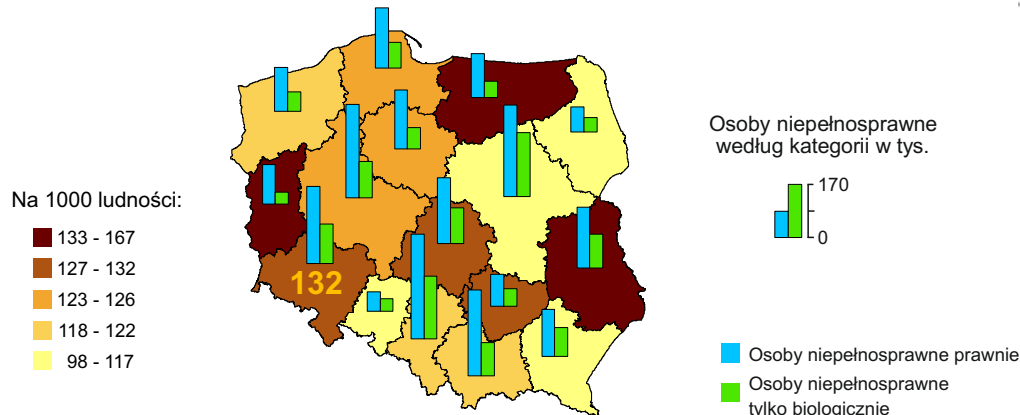 Na 1000 ludności:
133 - 167
127 - 132
123 - 126
118 - 122
98 - 117
132
Osoby niepełnosprawne
według kategorii w tys.
170
0
Osoby niepełnosprawne prawnie
Osoby niepełnosprawne
tylko biologicznie